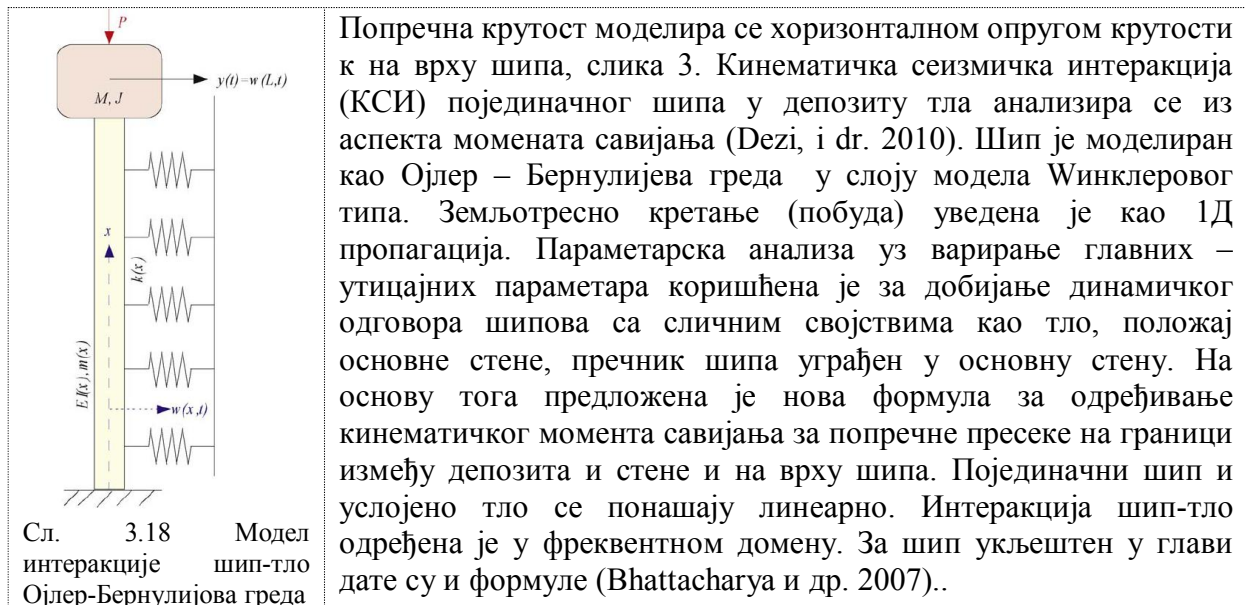 P
y(t)=w(L,t)
M, J
x
k(x)
EI(x), m(x)
w(x,t)
Сл. 3.18 Модел
интеракције шип-тло
Ојлер-Бернулијова греда
Попречна крутост моделира се хоризонталном опругом крутости
к на врху шипа, слика 3. Кинематичка сеизмичка интеракција
(КСИ) појединачног шипа у депозиту тла анализира се из
аспекта момената савијања (Dezi, i dr. 2010). Шип је моделиран
као Ојлер – Бернулијева греда у слоју модела Wинклеровог
типа. Земљотресно кретање (побуда) уведена је као 1Д
пропагација. Параметарска анализа уз варирање главних –
утицајних параметара коришћена је за добијање динамичког
одговора шипова са сличним својствима као тло, положај
основне стене, пречник шипа уграђен у основну стену. На
основу тога предложена је нова формула за одређивање
кинематичког момента савијања за попречне пресеке на граници
између депозита и стене и на врху шипа. Појединачни шип и
услојено тло се понашају линеарно. Интеракција шип-тло
одређена је у фреквентном домену. За шип укљештен у глави
дате су и формуле (Bhattacharya и др. 2007)..